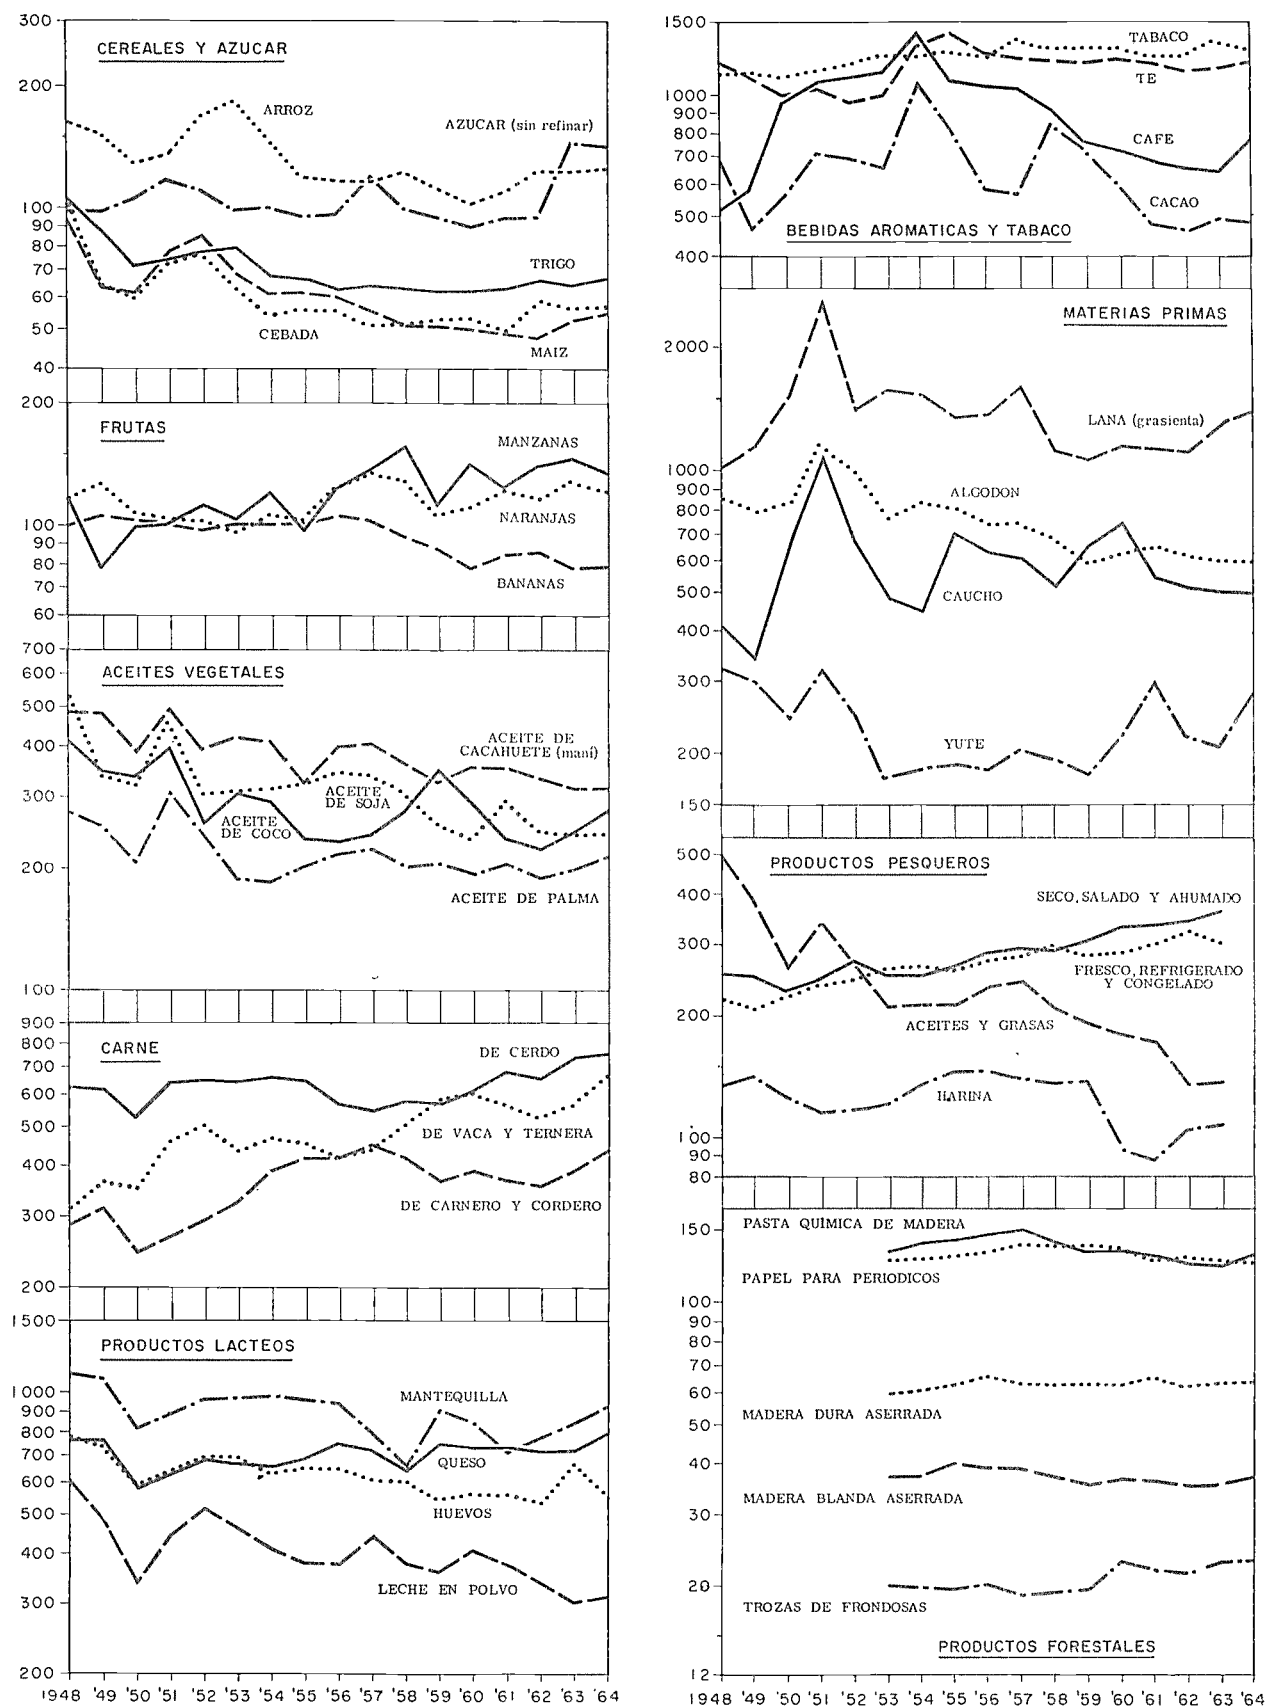 300
CEREALES Y AZUCAR
200
ARROZ
AZUCAR (sin refinar)
100
90
80
70
TRIGO
60
50
CEBADA
MAIZ
40
200
FRUTAS
MANZANAS
100
NARANJAS
90
80
BANANAS
70
60
700
ACEITES VEGETALES
600
500
ACEITE DE
CACAHUETE (maní)
400
ACEITE
DE SOJA
300
ACEITE
DE COCO
200
ACEITE DE PALMA
100
900
CARNE
DE CERDO
800
700
600
500
DE VACA Y TERNERA
400
DE CARNERO Y CORDERO
300
200
1500
PRODUCTOS LACTEOS
1000
MANTEQUILLA
900
800
700
QUESO
600
500
HUEVOS
400
LECHE EN POLVO
300
200
1948 '49 '50 '51 '52 '53 '54 '55 '56 '57 '58 '59 '60 '61 '62 '63 '64
1500
TABACO
TE
1000
900
800
CAFE
700
600
CACAO
500
BEBIDAS AROMATICAS Y TABACO
400
MATERIAS PRIMAS
2000
LANA (grasienta)
1000
900
ALGODON
800
700
600
CAUCHO
500
400
300
YUTE
200
150
500
PRODUCTOS PESQUEROS
400
SECO, SALADO Y AHUMADO
300
FRESCO, REFRIGERADO
Y CONGELADO
200
ACEITES Y GRASAS
HARINA
100
90
80
150
PASTA QUÍMICA DE MADERA
PAPEL PARA PERIODICOS
100
90
80
70
60
MADERA DURA ASERRADA
50
40
MADERA BLANDA ASERRADA
30
20
TROZAS DE FRONDOSAS
PRODUCTOS FORESTALES
12
1948 '49 '50 '51 '52 '53 '54 '55 '56 '57 '58 '59 '60 '61 '62 '63 '64